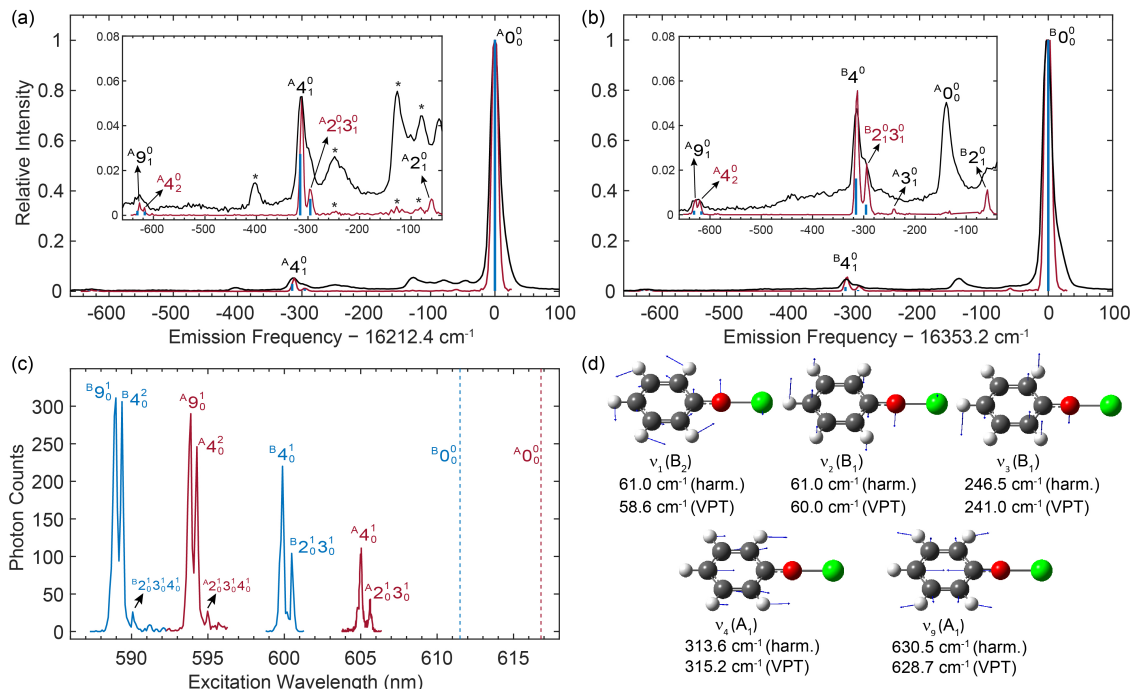 (a)
Relative Intensity
1
0.8
0.6
0.4
0.2
0
0.08
0.04
0.02
0
-600 -500 -400 -300 -200 -100
ᴬ9⁰₁
ᴬ4⁰₂
ᴬ4⁰₁
ᴬ2⁰₁3⁰₁
ᴬ2⁰₁
* * * *
* * *
ᴬ0⁰₀
ᴬ4⁰₁
-600 -500 -400 -300 -200 -100 0 100
Emission Frequency − 16212.4 cm⁻¹
(b)
1
0.8
0.6
0.4
0.2
0
0.08
0.04
0.02
0
-600 -500 -400 -300 -200 -100
ᴬ9⁰₁
ᴬ4⁰₂
ᴮ4⁰
ᴮ2⁰₁3⁰₁
ᴬ3⁰₁
ᴬ0⁰₀
ᴮ2⁰₁
ᴮ0⁰₀
ᴮ4⁰₁
-600 -500 -400 -300 -200 -100 0 100
Emission Frequency − 16353.2 cm⁻¹
(c)
Photon Counts
300
250
200
150
100
50
0
ᴮ9¹₀
ᴮ4²₀
ᴮ2¹₀3¹₀4¹₀
ᴬ9¹₀
ᴬ4²₀
ᴬ2¹₀3¹₀4¹₀
ᴮ4¹₀
ᴮ2¹₀3¹₀
ᴬ4¹₀
ᴬ2¹₀3¹₀
ᴮ0⁰₀
ᴬ0⁰₀
590 595 600 605 610 615
Excitation Wavelength (nm)
(d)
ν₁(B₂)
61.0 cm⁻¹ (harm.)
58.6 cm⁻¹ (VPT)
ν₂(B₁)
61.0 cm⁻¹ (harm.)
60.0 cm⁻¹ (VPT)
ν₃(B₁)
246.5 cm⁻¹ (harm.)
241.0 cm⁻¹ (VPT)
ν₄(A₁)
313.6 cm⁻¹ (harm.)
315.2 cm⁻¹ (VPT)
ν₉(A₁)
630.5 cm⁻¹ (harm.)
628.7 cm⁻¹ (VPT)